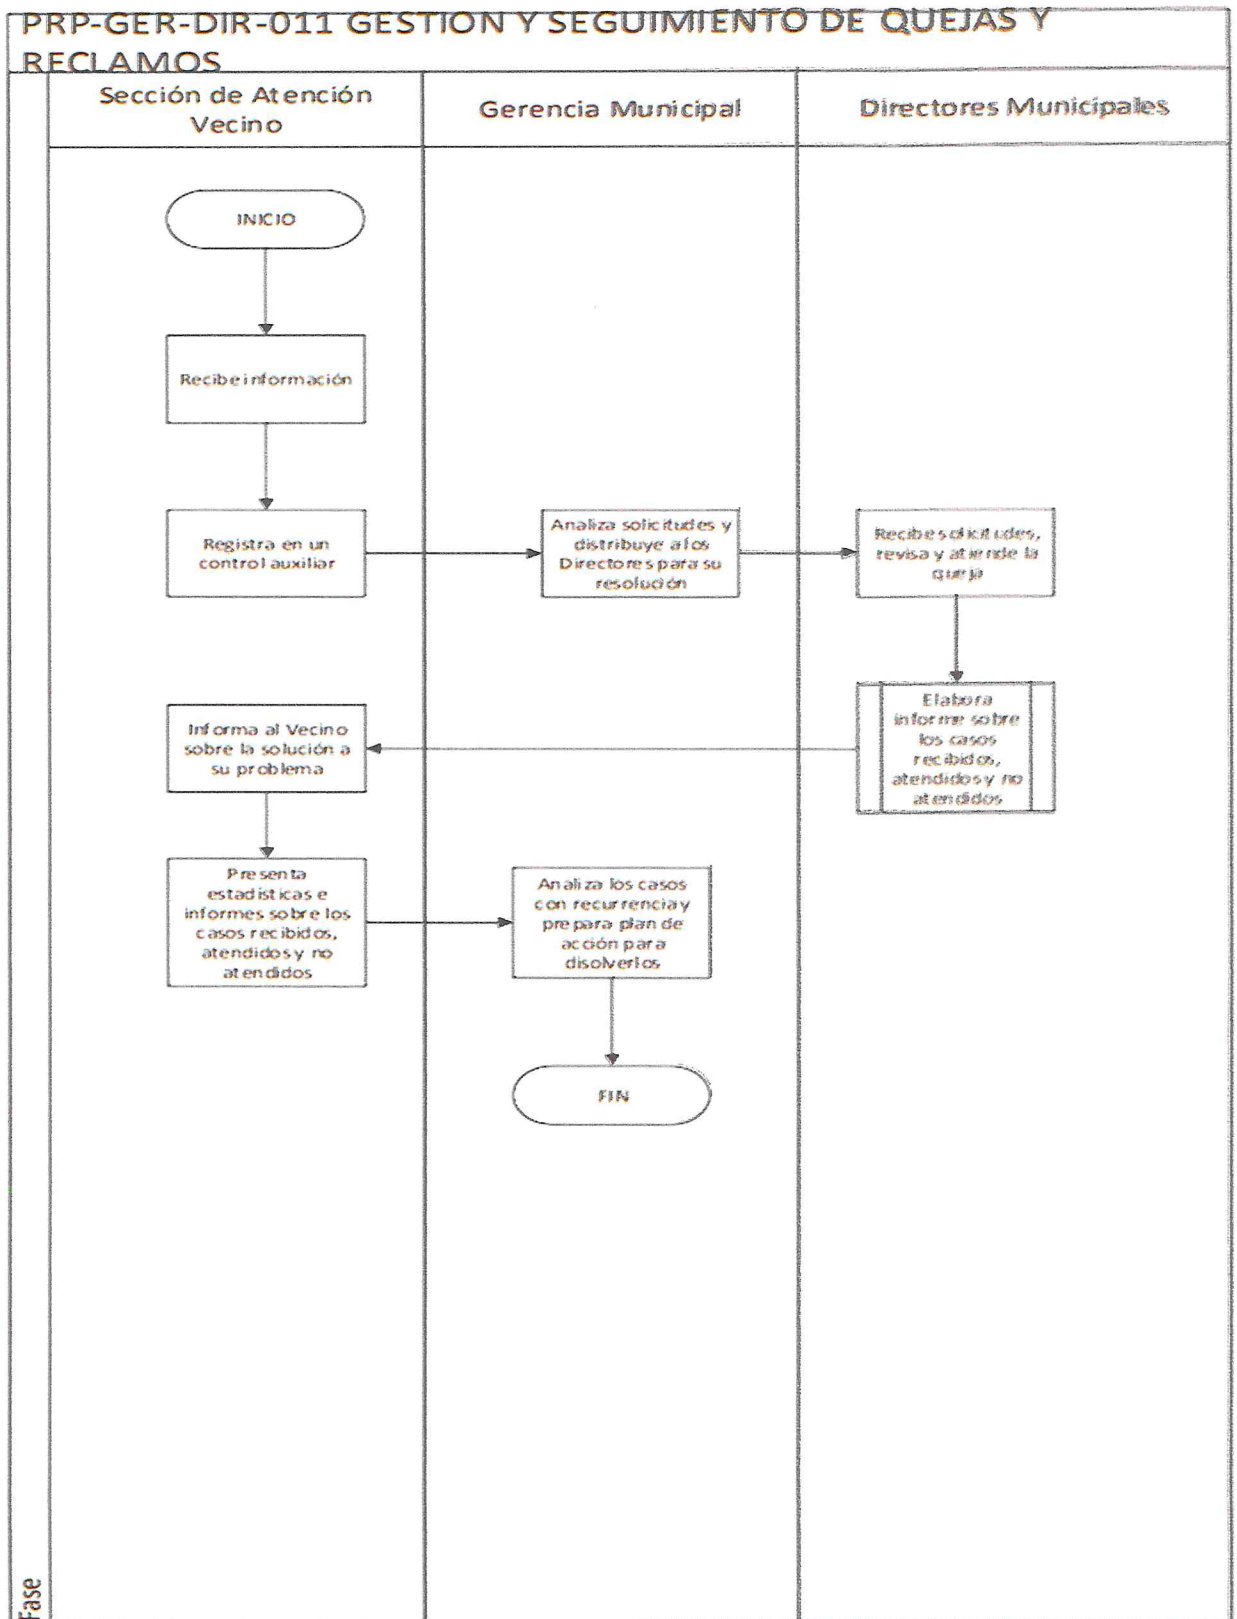 PRP-GER-DIR-011 GESTION Y SEGUIMIENTO DE QUEJAS Y
RECLAMOS
Sección de Atención
Vecino
Gerencia Municipal
Directores Municipales
INICIO
Recibe información
Registra en un
control auxiliar
Analiza solicitudes y
distribuye a los
Directores para su
resolución
Recibe solicitudes,
revisa y atiende la
queja
Elabora
informe sobre
los casos
recibidos,
atendidos y no
atendidos
Informa al Vecino
sobre la solución a
su problema
Presenta
estadísticas e
informes sobre los
casos recibidos,
atendidos y no
atendidos
Analiza los casos
con recurrencia y
prepara plan de
acción para
disolverlos
FIN
Fase